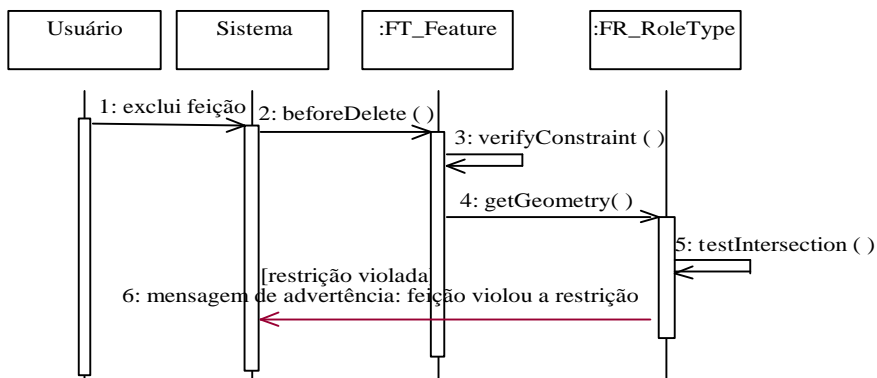 Usuário
Sistema
:FT_Feature
:FR_RoleType
1: exclui feição
2: beforeDelete ( )
3: verifyConstraint ( )
4: getGeometry( )
5: testIntersection ( )
[restrição violada]
6: mensagem de advertência: feição violou a restrição